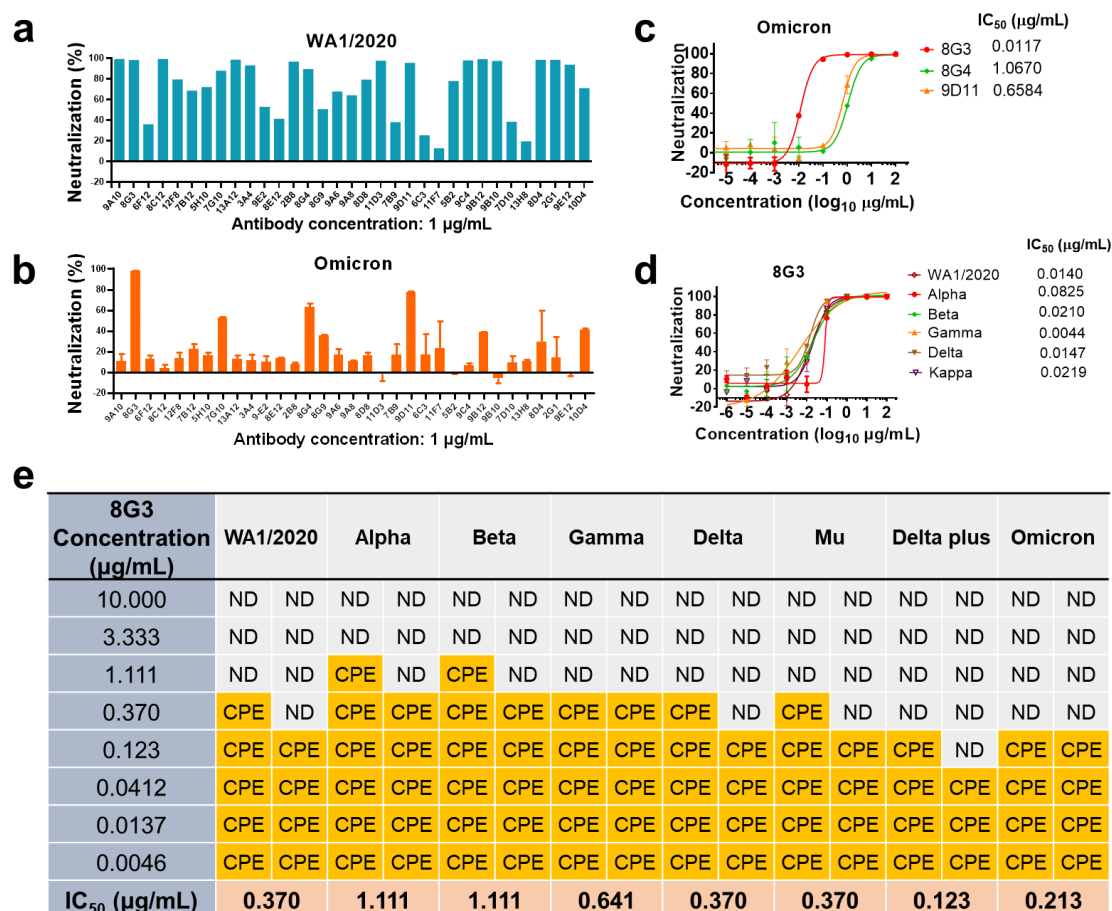 a
WA1/2020
Neutralization (%)
100
80
60
40
20
0
-20
9A10 8G3 6F12 8C12 12F8 7B12 5H10 7G10 13A12 3A4 9E2 8E12 2B8 8G4 8G9 9A6 9A8 8D8 11D3 7B9 9D11 6C3 11F7 5B2 9C4 9B12 9B10 7D10 13H8 8D4 2G1 9E12 10D4
Antibody concentration: 1 µg/mL
b
Omicron
Neutralization (%)
100
80
60
40
20
0
-20
9A10 8G3 6F12 8C12 12F8 7B12 5H10 7G10 13A12 3A4 9-E2 8E1 2B8 8G4 8G9 9A6 9A8 8D8 11D3 7B9 9D11 6C3 11F7 5B2 9C4 9B12 9B10 7D10 13H8 8D4 2G1 9E12 10D4
Antibody concentration: 1 µg/mL
c
Omicron
IC50 (µg/mL)
8G3 0.0117
8G4 1.0670
9D11 0.6584
Neutralization
100
80
60
40
20
0
-20
-5 -4 -3 -2 -1 0 1 2
Concentration (log10 µg/mL)
d
8G3
IC50 (µg/mL)
WA1/2020 0.0140
Alpha 0.0825
Beta 0.0210
Gamma 0.0044
Delta 0.0147
Kappa 0.0219
Neutralization
100
80
60
40
20
0
-20
-6 -5 -4 -3 -2 -1 0 1 2
Concentration (log10 µg/mL)
e
8G3 Concentration (µg/mL) WA1/2020 Alpha Beta Gamma Delta Mu Delta plus Omicron
10.000 ND ND ND ND ND ND ND ND ND ND ND ND ND ND ND ND
3.333 ND ND ND ND ND ND ND ND ND ND ND ND ND ND ND ND
1.111 ND ND CPE ND CPE ND ND ND ND ND ND ND ND ND ND ND
0.370 CPE ND CPE CPE CPE CPE CPE CPE CPE ND CPE ND ND ND ND ND
0.123 CPE CPE CPE CPE CPE CPE CPE CPE CPE CPE CPE CPE CPE ND CPE CPE
0.0412 CPE CPE CPE CPE CPE CPE CPE CPE CPE CPE CPE CPE CPE CPE CPE CPE
0.0137 CPE CPE CPE CPE CPE CPE CPE CPE CPE CPE CPE CPE CPE CPE CPE CPE
0.0046 CPE CPE CPE CPE CPE CPE CPE CPE CPE CPE CPE CPE CPE CPE CPE CPE
IC50 (µg/mL) 0.370 1.111 1.111 0.641 0.370 0.370 0.123 0.213